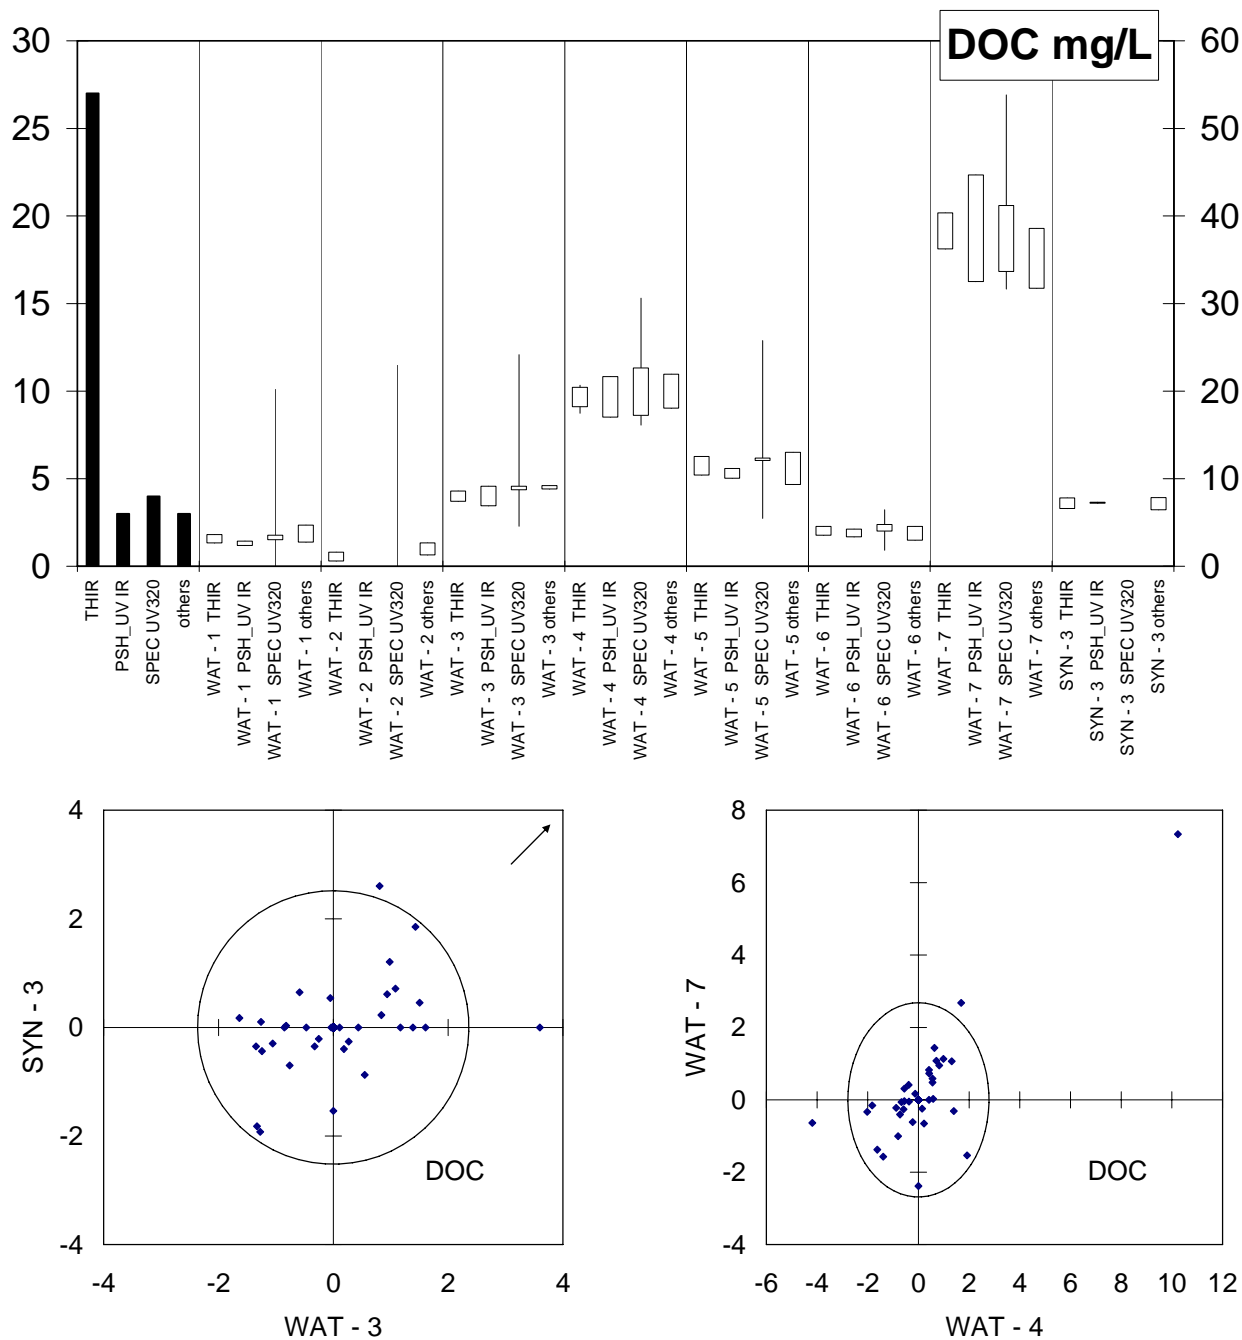 DOC mg/L
30
25
20
15
10
5
0
60
50
40
30
20
10
0
THIR
PSH_UV IR
SPEC UV320
others
WAT - 1 THIR
WAT - 1 PSH_UV IR
WAT - 1 SPEC UV320
WAT - 1 others
WAT - 2 THIR
WAT - 2 PSH_UV IR
WAT - 2 SPEC UV320
WAT - 2 others
WAT - 3 THIR
WAT - 3 PSH_UV IR
WAT - 3 SPEC UV320
WAT - 3 others
WAT - 4 THIR
WAT - 4 PSH_UV IR
WAT - 4 SPEC UV320
WAT - 4 others
WAT - 5 THIR
WAT - 5 PSH_UV IR
WAT - 5 SPEC UV320
WAT - 5 others
WAT - 6 THIR
WAT - 6 PSH_UV IR
WAT - 6 SPEC UV320
WAT - 6 others
WAT - 7 THIR
WAT - 7 PSH_UV IR
WAT - 7 SPEC UV320
WAT - 7 others
SYN - 3 THIR
SYN - 3 PSH_UV IR
SYN - 3 SPEC UV320
SYN - 3 others
4
2
0
-2
-4
SYN - 3
DOC
-4 -2 0 2 4
WAT - 3
8
6
4
2
0
-2
-4
WAT - 7
DOC
-6 -4 -2 0 2 4 6 8 10 12
WAT - 4